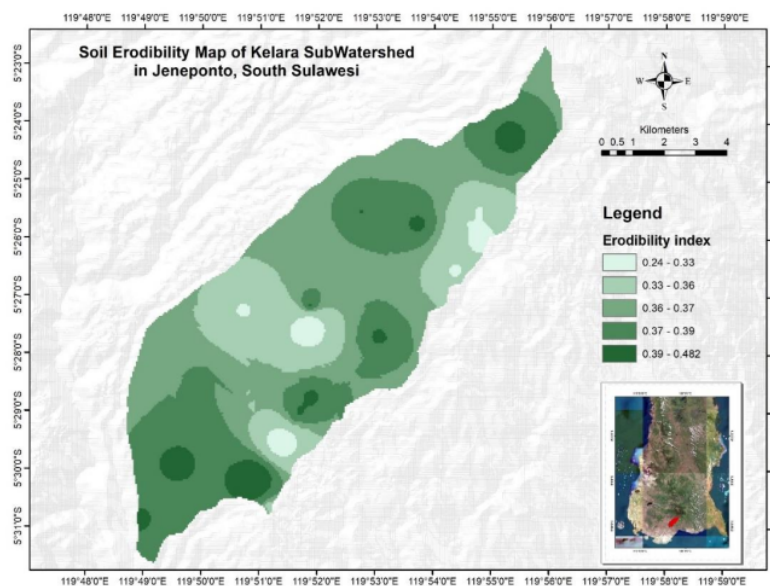 119°48'0"E 119°49'0"E 119°50'0"E 119°51'0"E 119°52'0"E 119°53'0"E 119°54'0"E 119°55'0"E 119°56'0"E 119°57'0"E 119°58'0"E 119°59'0"E
Soil Erodibility Map of Kelara SubWatershed
in Jeneponto, South Sulawesi
N
W E
S
Kilometers
0 0.5 1 2 3 4
Legend
Erodibility index
0.24 - 0.33
0.33 - 0.36
0.36 - 0.37
0.37 - 0.39
0.39 - 0.482
5°23'0"S
5°24'0"S
5°25'0"S
5°26'0"S
5°27'0"S
5°28'0"S
5°29'0"S
5°30'0"S
5°31'0"S
119°48'0"E 119°49'0"E 119°50'0"E 119°51'0"E 119°52'0"E 119°53'0"E 119°54'0"E 119°55'0"E 119°56'0"E 119°57'0"E 119°58'0"E 119°59'0"E